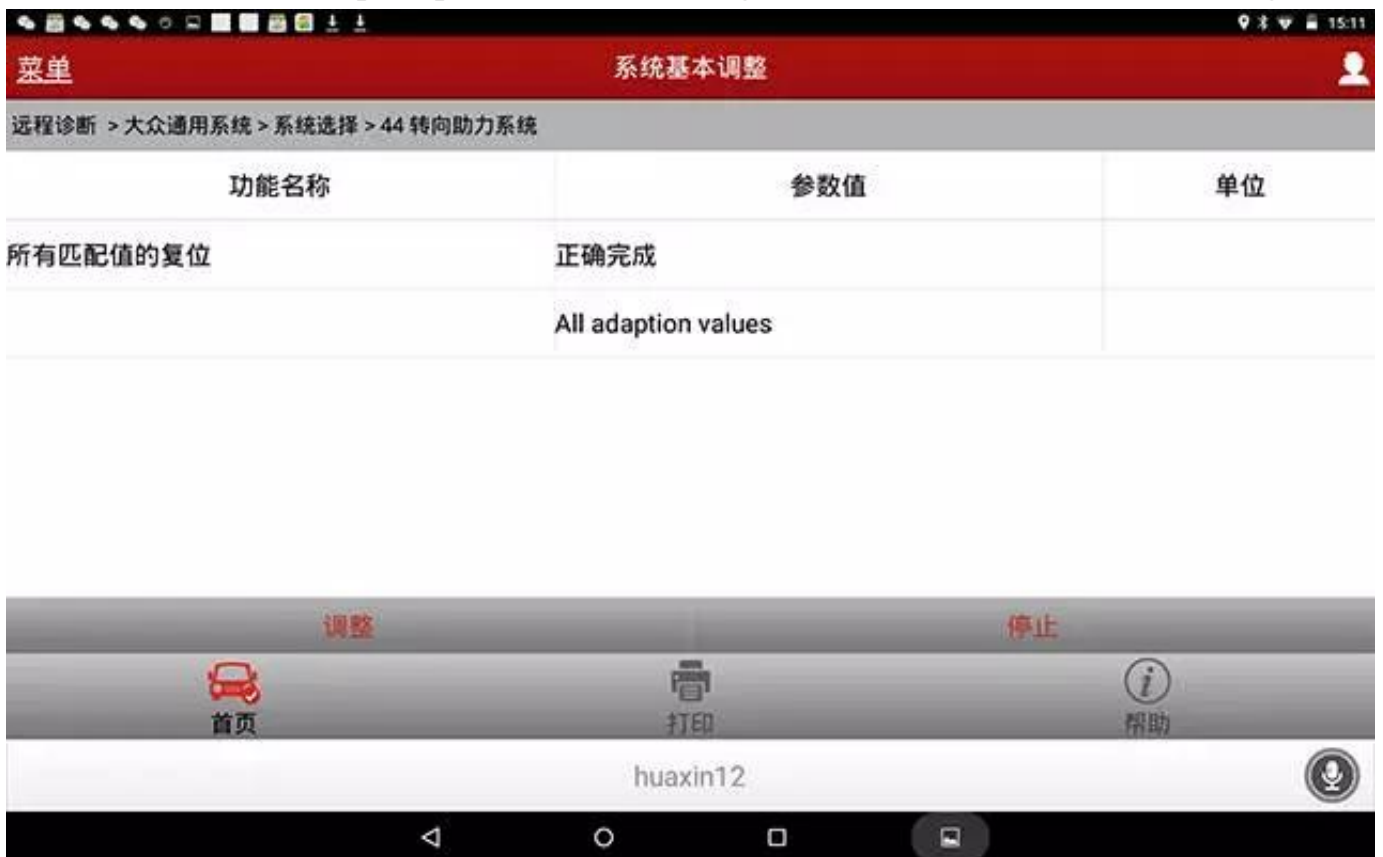 15:11
菜单 系统基本调整
远程诊断 > 大众通用系统 > 系统选择 > 44 转向助力系统
功能名称 参数值 单位
所有匹配值的复位 正确完成
All adaption values
调整 停止
首页 打印 帮助
huaxin12